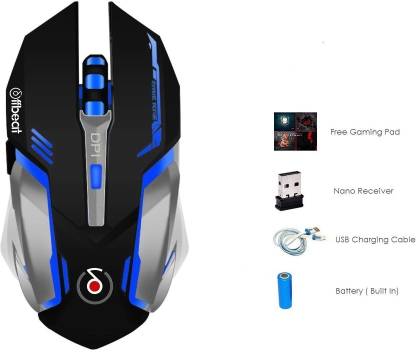 Offbeat
DPI
Free Gaming Pad
Nano Receiver
USB Charging Cable
Battery ( Built In)